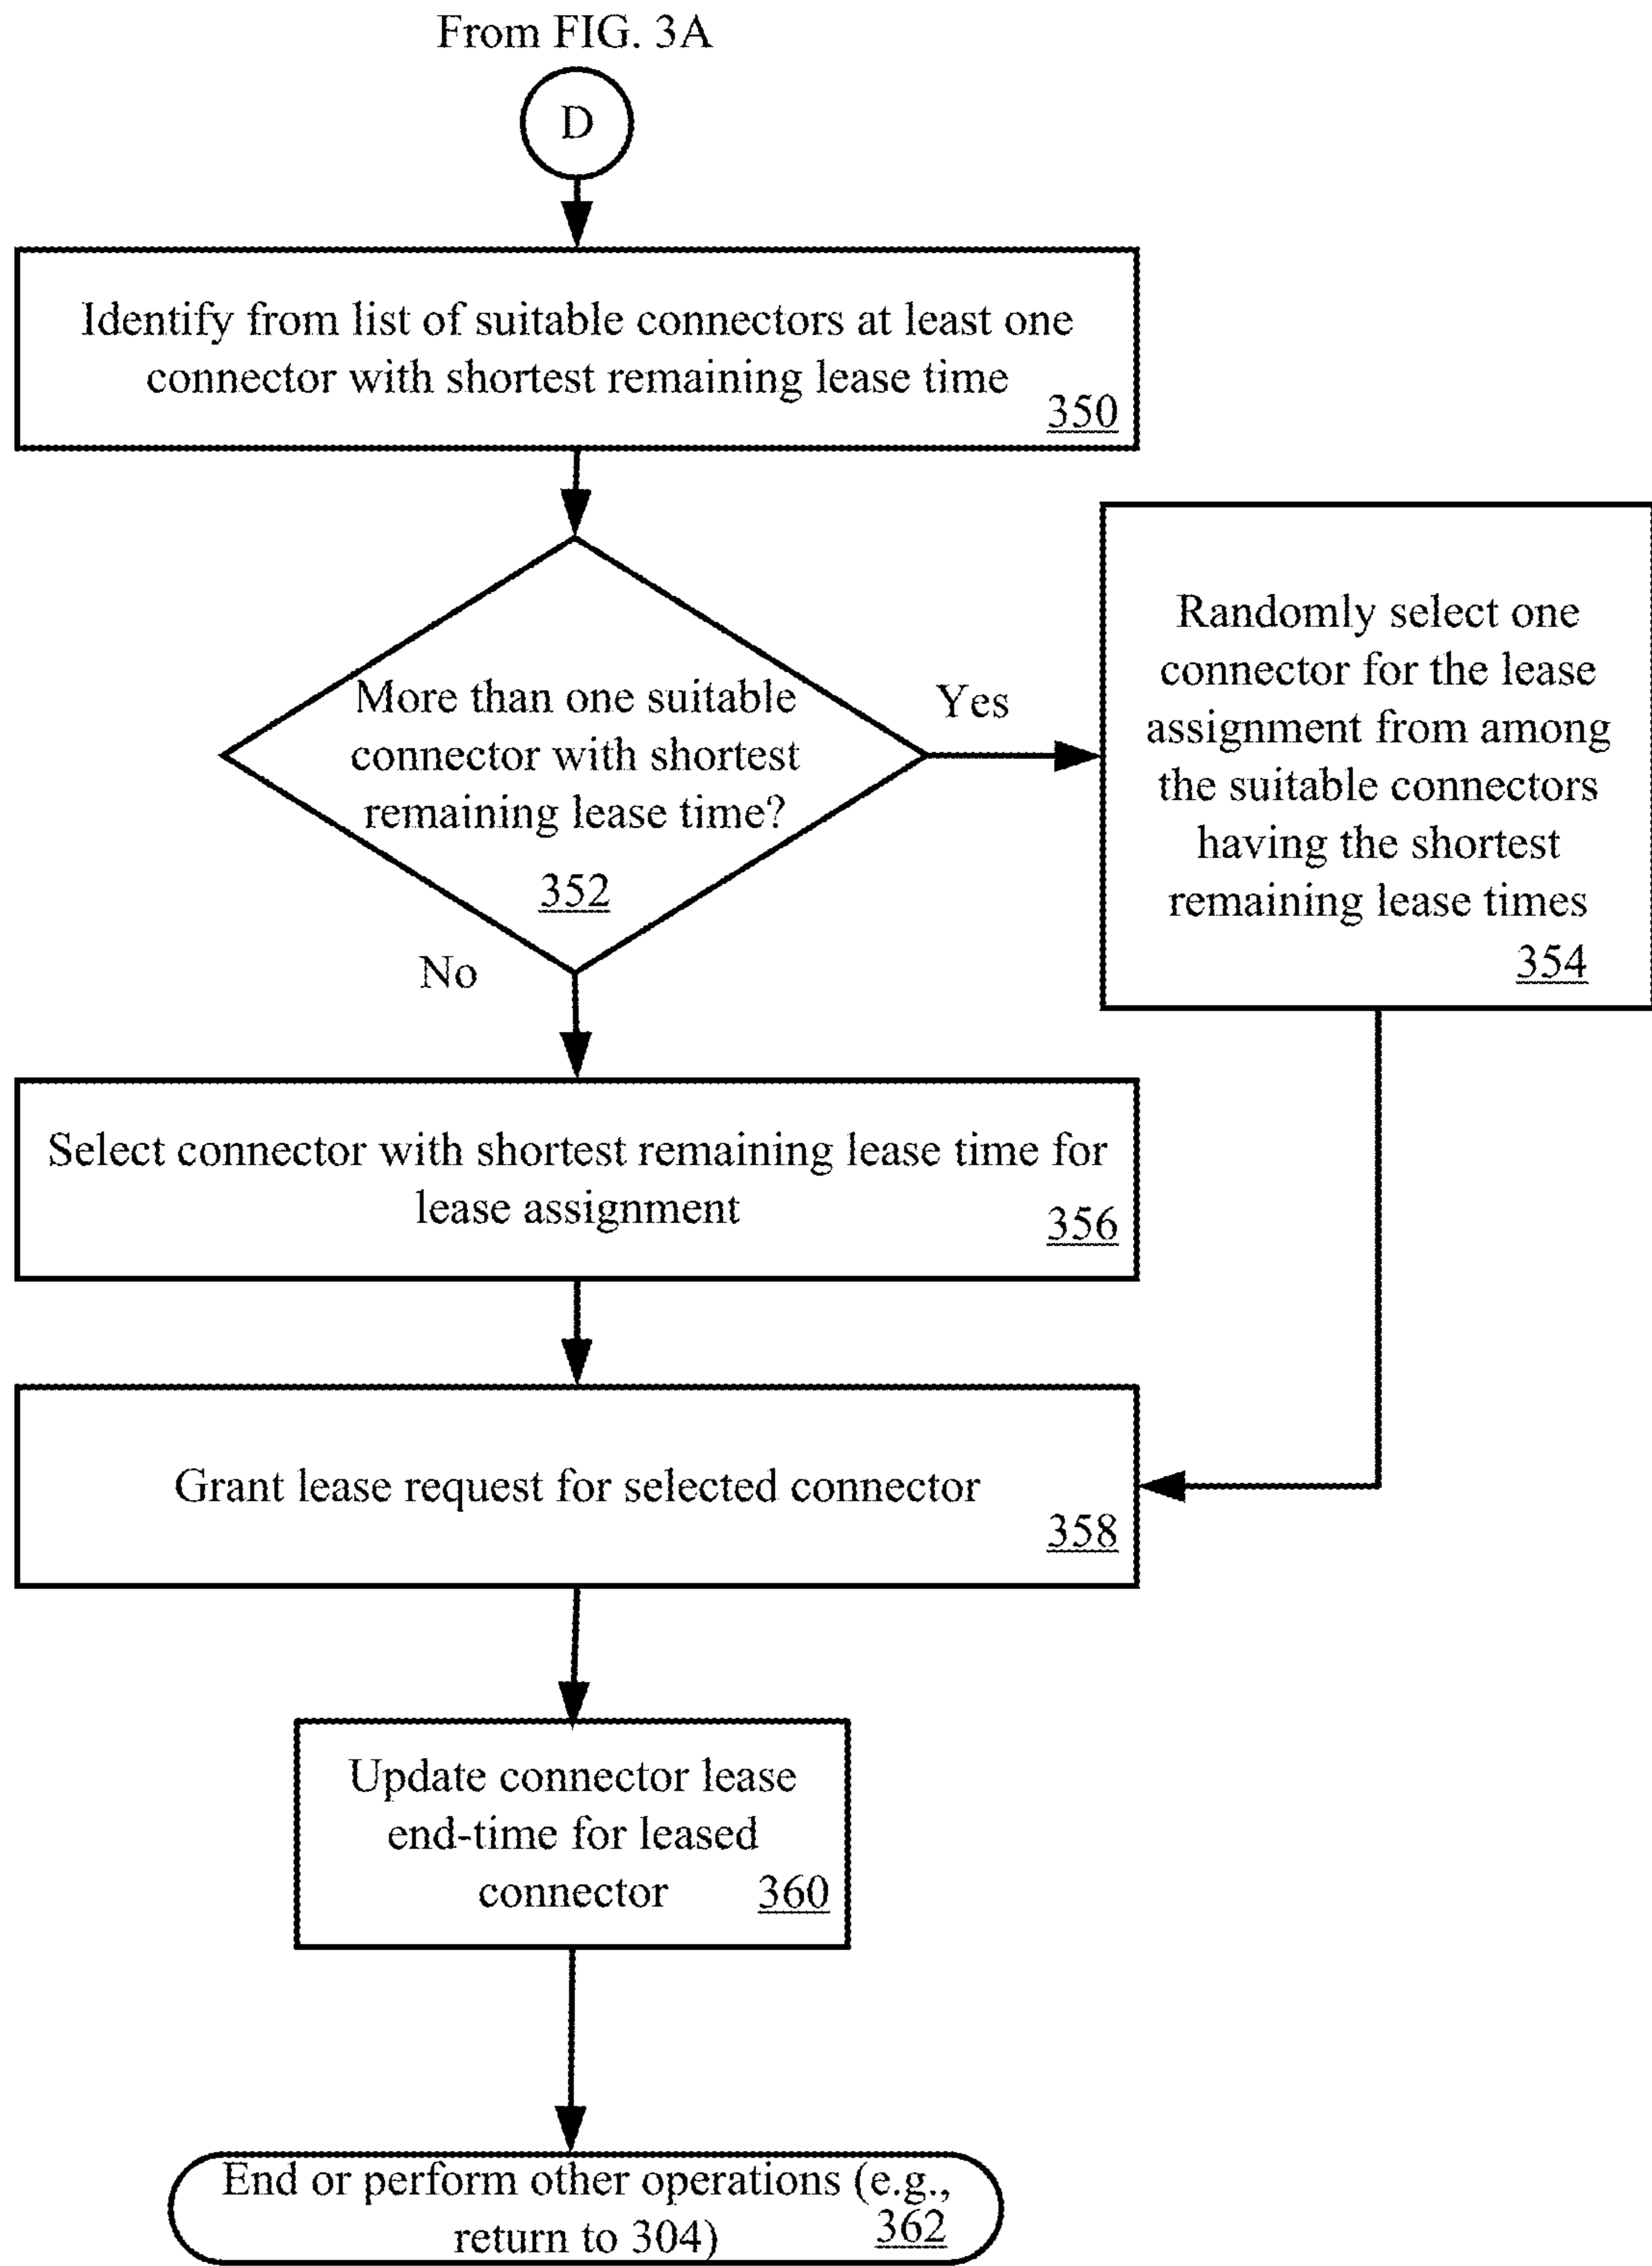 From FIG. 3A
D
Identify from list of suitable connectors at least one
connector with shortest remaining lease time
350
More than one suitable
connector with shortest
remaining lease time?
352
Yes
Randomly select one
connector for the lease
assignment from among
the suitable connectors
having the shortest
remaining lease times
354
No
Select connector with shortest remaining lease time for
lease assignment
356
Grant lease request for selected connector
358
Update connector lease
end-time for leased
connector
360
End or perform other operations (e.g.,
return to 304)
362